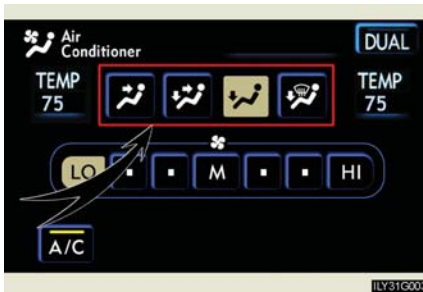 Air
Conditioner
DUAL
TEMP
75
TEMP
75
LO
M
HI
A/C
ILY31G003